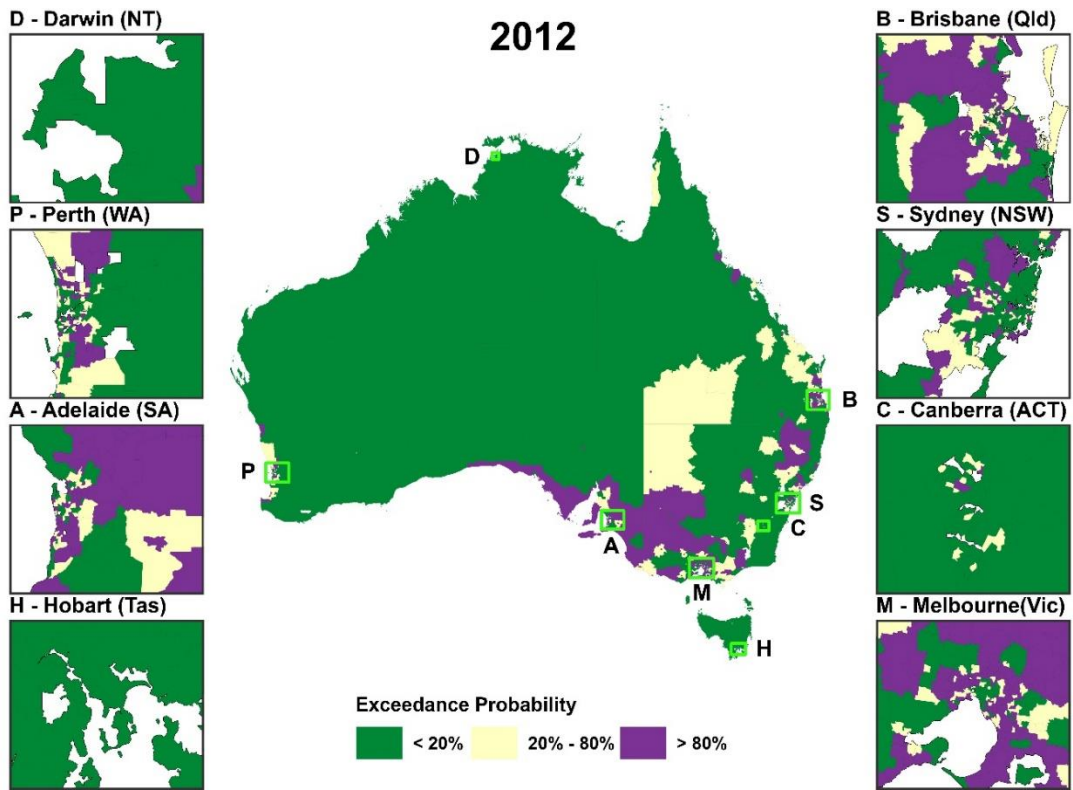 D - Darwin (NT)
2012
B - Brisbane (Qld)
D
P - Perth (WA)
S - Sydney (NSW)
A - Adelaide (SA)
B
C - Canberra (ACT)
P
S
C
A
H - Hobart (Tas)
M
M - Melbourne(Vic)
H
Exceedance Probability
< 20% 20% - 80% > 80%